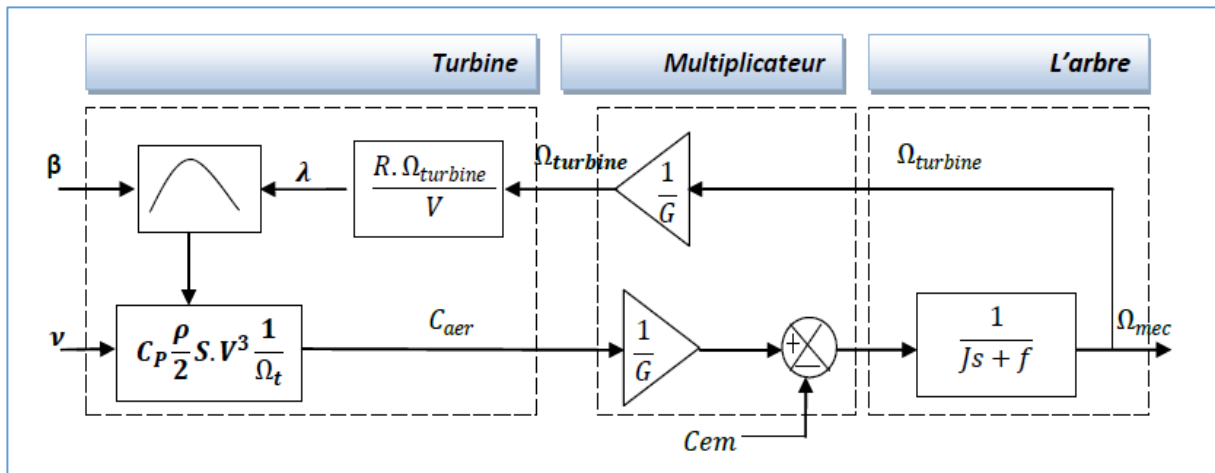 Turbine
Multiplicateur
L'arbre
β
λ
R.Ω_turbine / V
Ω_turbine
1/G
Ω_turbine
ν
C_P ρ/2 S.V³ 1/Ω_t
C_aer
1/G
+
−
1/(Js + f)
Ω_mec
Cem